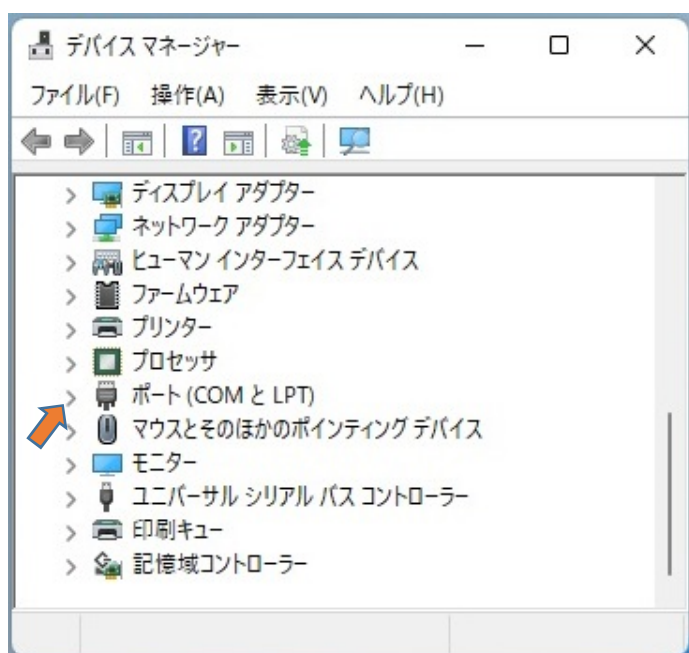 デバイス マネージャー
ファイル(F) 操作(A) 表示(V) ヘルプ(H)
ディスプレイ アダプター
ネットワーク アダプター
ヒューマン インターフェイス デバイス
ファームウェア
プリンター
プロセッサ
ポート (COM と LPT)
マウスとそのほかのポインティング デバイス
モニター
ユニバーサル シリアル バス コントローラー
印刷キュー
記憶域コントローラー